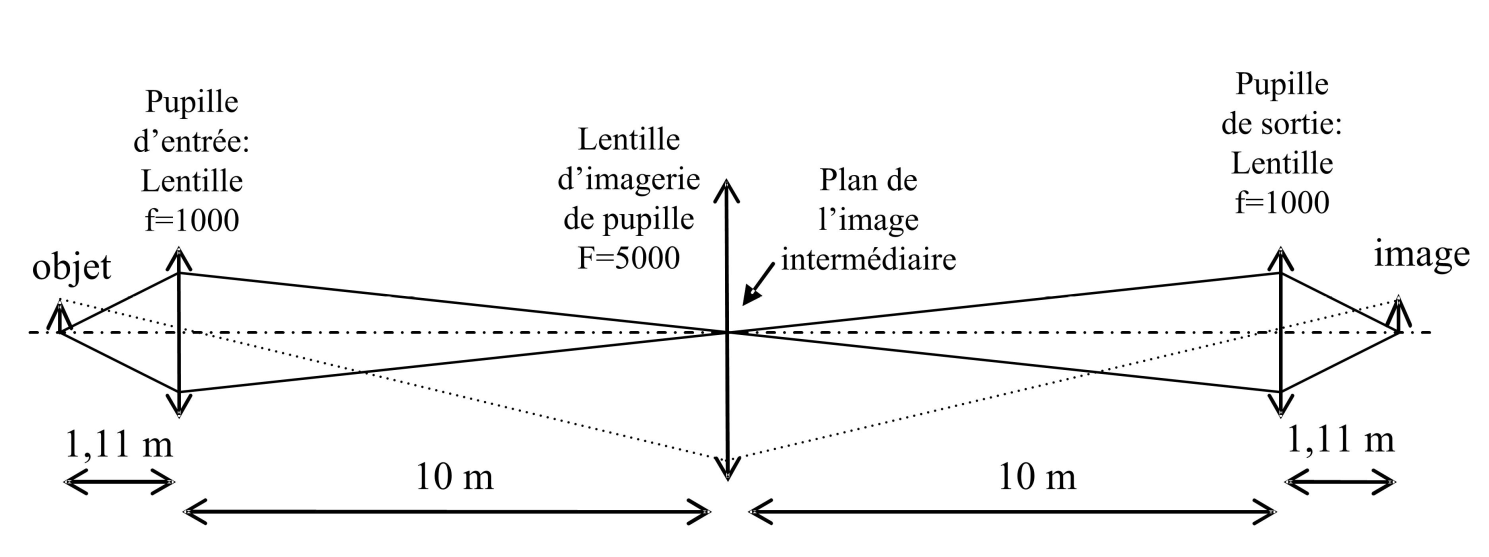 Pupille
d’entrée:
Lentille
f=1000
Lentille
d’imagerie
de pupille
F=5000
Plan de
l’image
intermédiaire
Pupille
de sortie:
Lentille
f=1000
objet
image
1,11 m
10 m
10 m
1,11 m